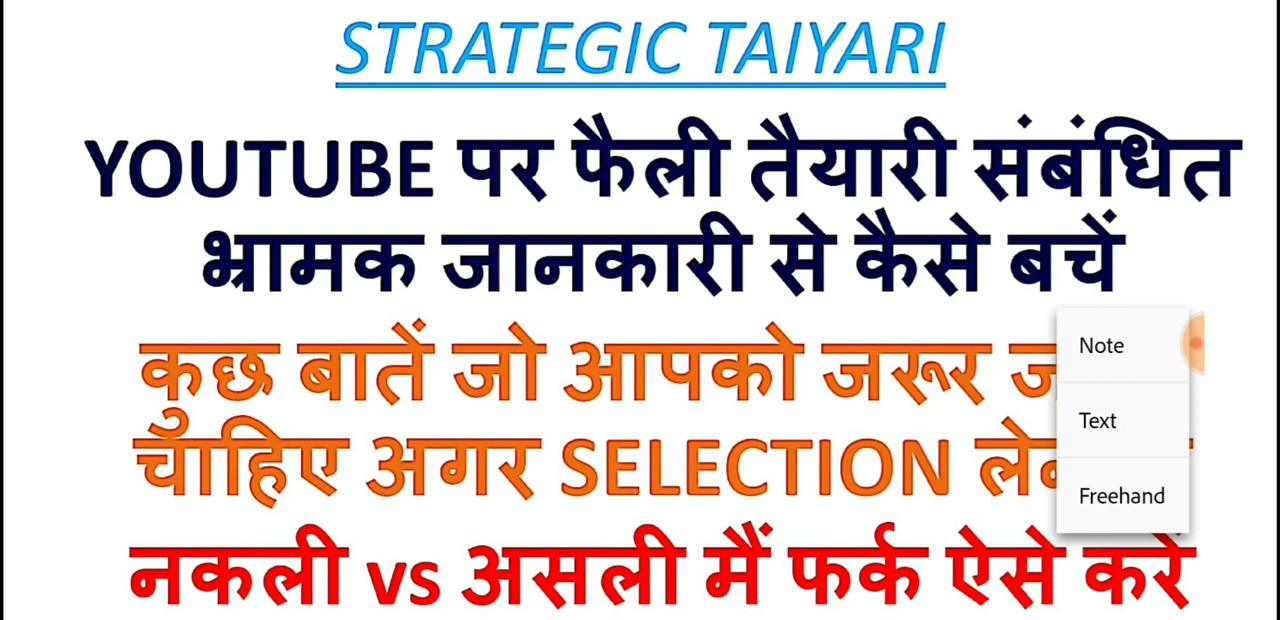 STRATEGIC TAIYARI
YOUTUBE पर फैली तैयारी संबंधित
भ्रामक जानकारी से कैसे बचें
कुछ बातें जो आपको जरूर
चाहिए अगर SELECTION
नकली vs असली मैं फर्क ऐसे करें
Note
Text
Freehand